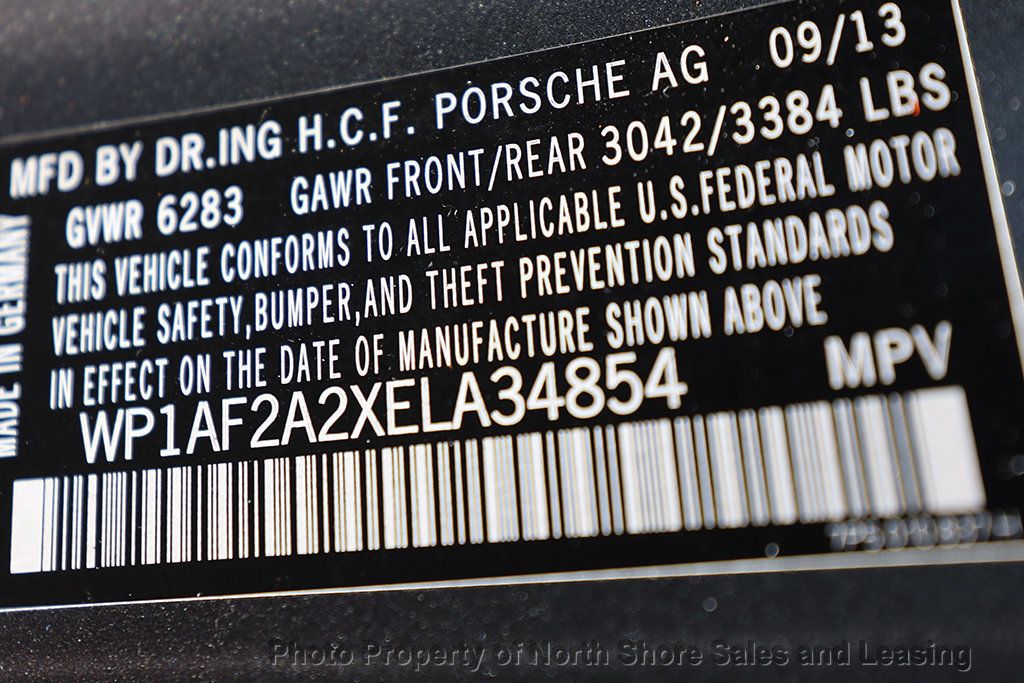 MFD BY DR.ING H.C.F. PORSCHE AG 09/13
GVWR 6283 GAWR FRONT/REAR 3042/3384 LBS
THIS VEHICLE CONFORMS TO ALL APPLICABLE U.S.FEDERAL MOTOR
VEHICLE SAFETY,BUMPER,AND THEFT PREVENTION STANDARDS
IN EFFECT ON THE DATE OF MANUFACTURE SHOWN ABOVE
WP1AF2A2XELA34854 MPV
MADE IN GERMANY
Photo Property of North Shore Sales and Leasing